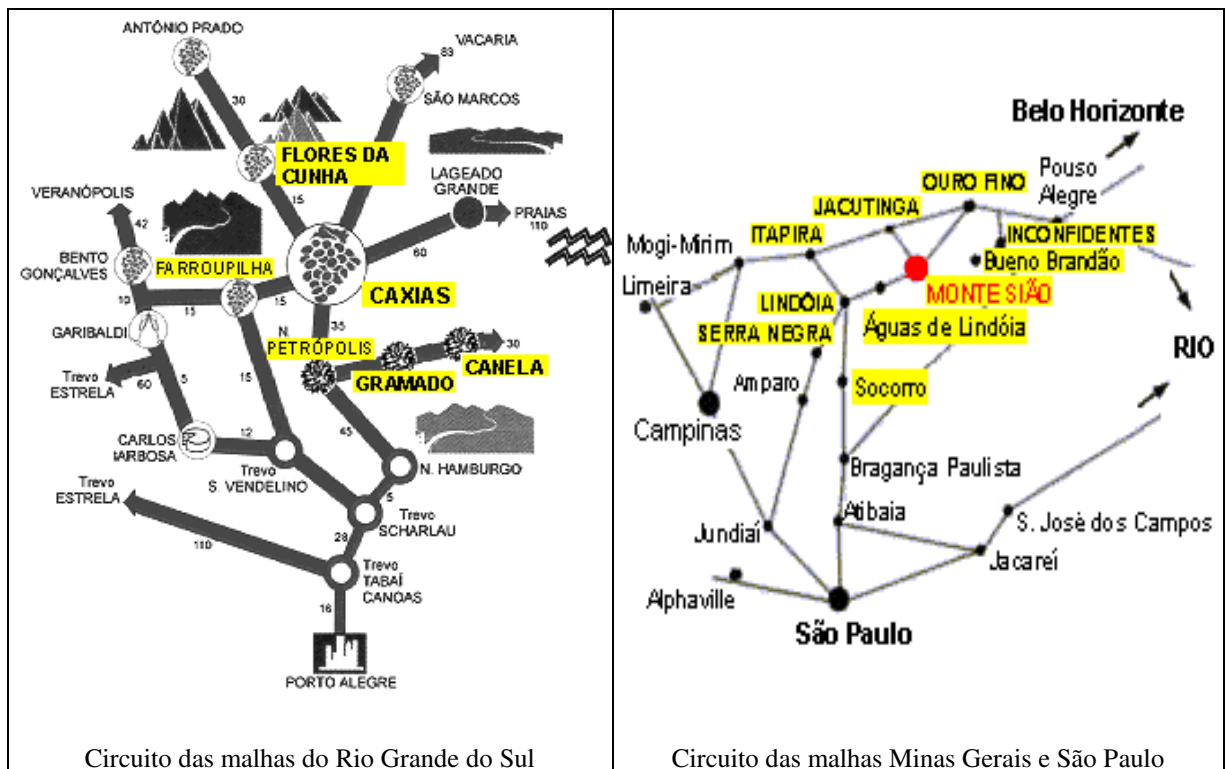 ANTÔNIO PRADO
VACARIA
83
SÃO MARCOS
30
FLORES DA
CUNHA
LAGEADO
GRANDE
VERANÓPOLIS
15
PRAIAS
110
42
60
BENTO
GONÇALVES
FARROUPILHA
15
CAXIAS
10
15
N.
35
PETRÓPOLIS
GARIBALDI
30
CANELA
GRAMADO
Trevo
ESTRELA
60
5
15
45
CARLOS
BARBOSA
12
N. HAMBURGO
Trevo
S. VENDELINO
Trevo
ESTRELA
5
Trevo
SCHARLAU
28
110
Trevo
TABAÍ
CANOAS
16
PORTO ALEGRE
Circuito das malhas do Rio Grande do Sul
Belo Horizonte
Pouso
Alegre
OURO FINO
JACUTINGA
ITAPIRA
INCONFIDENTES
Mogi-Mirim
Bueno Brandão
Limeira
MONTE SIÃO
LINDÓIA
Águas de Lindóia
SERRA NEGRA
RIO
Amparo
Socorro
Campinas
Bragança Paulista
Atibaia
S. José dos Campos
Jundiaí
Jacareí
Alphaville
São Paulo
Circuito das malhas Minas Gerais e São Paulo